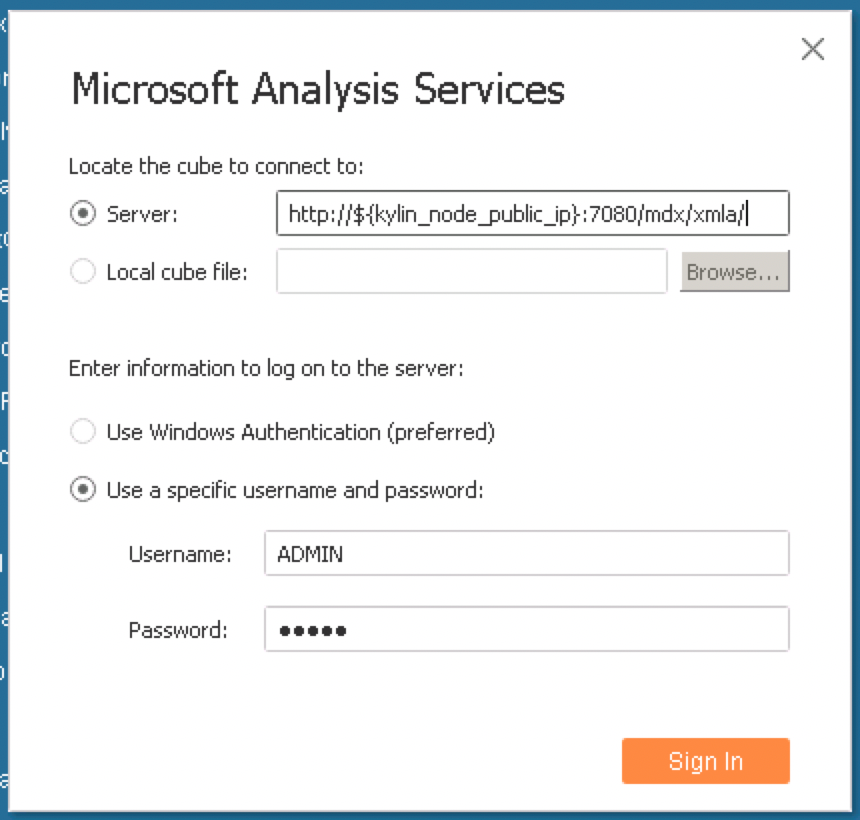 Microsoft Analysis Services
Locate the cube to connect to:
Server: http://${kylin_node_public_ip}:7080/mdx/xmla/
Local cube file: Browse...
Enter information to log on to the server:
Use Windows Authentication (preferred)
Use a specific username and password:
Username: ADMIN
Password: •••••
Sign In